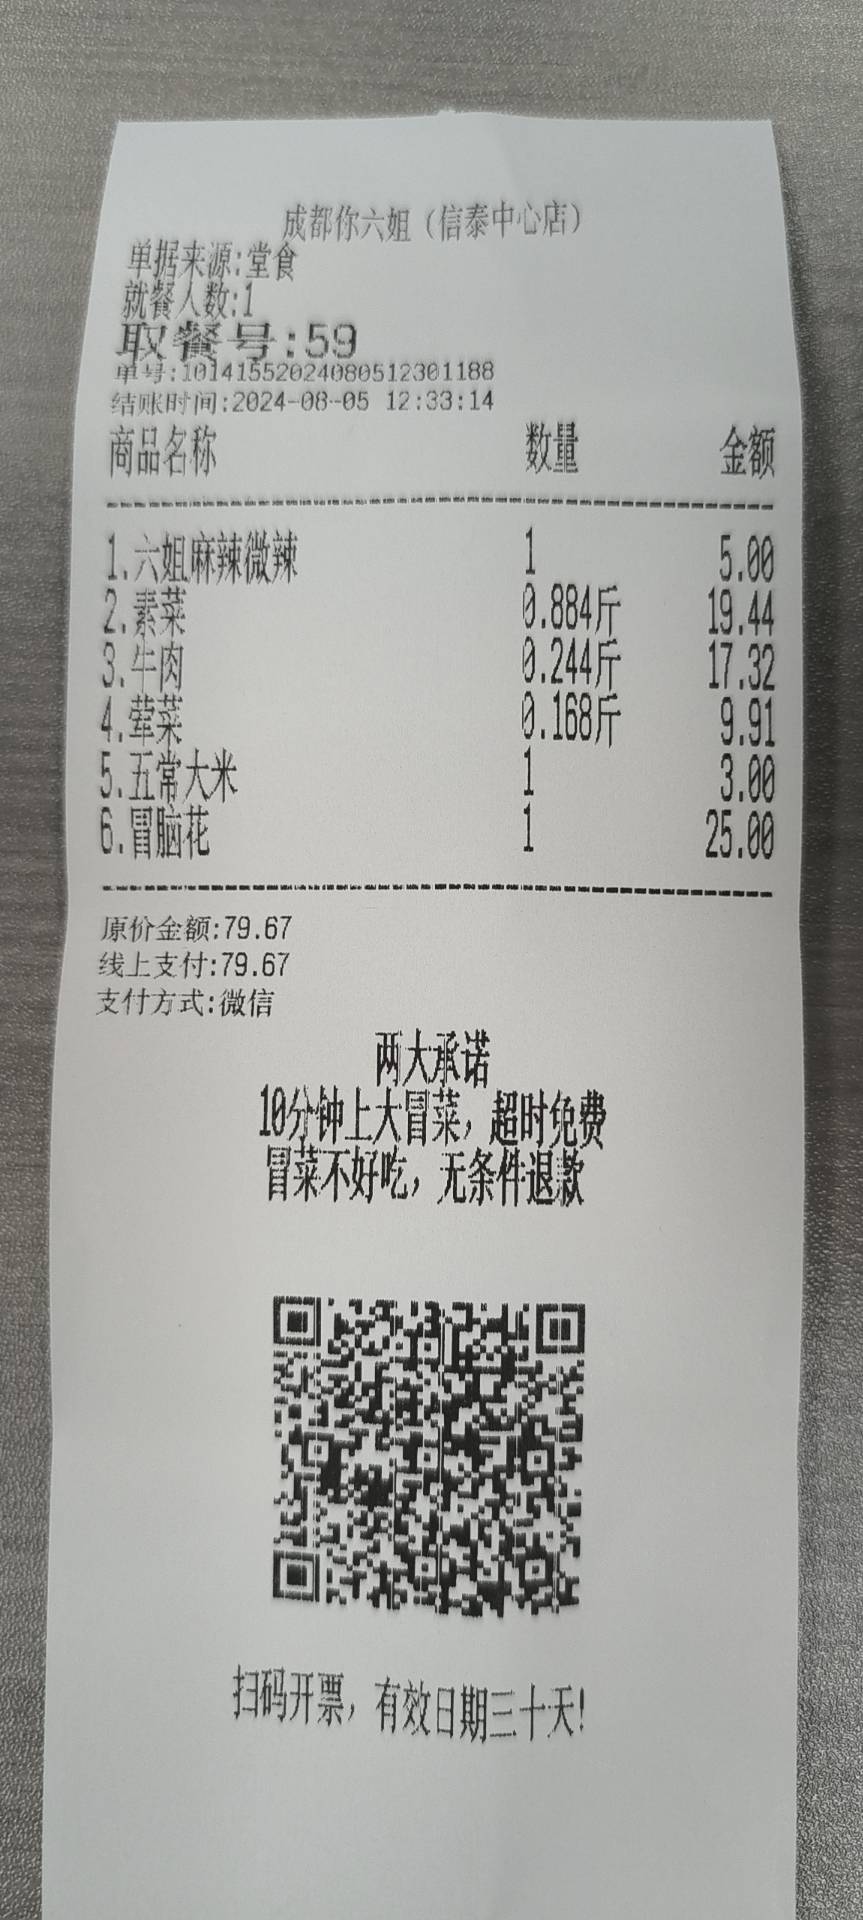 成都你六姐（信泰中心店）
单据来源:堂食
就餐人数:1
取餐号:59
单号:10141552024080512301188
结账时间:2024-08-05 12:33:14
商品名称 数量 金额
1.六姐麻辣微辣 1 5.00
2.素菜 0.884斤 19.44
3.牛肉 0.244斤 17.32
4.荤菜 0.168斤 9.91
5.五常大米 1 3.00
6.冒脑花 1 25.00
原价金额:79.67
线上支付:79.67
支付方式:微信
两大承诺
10分钟上大冒菜，超时免费
冒菜不好吃，无条件退款
扫码开票，有效日期三十天!